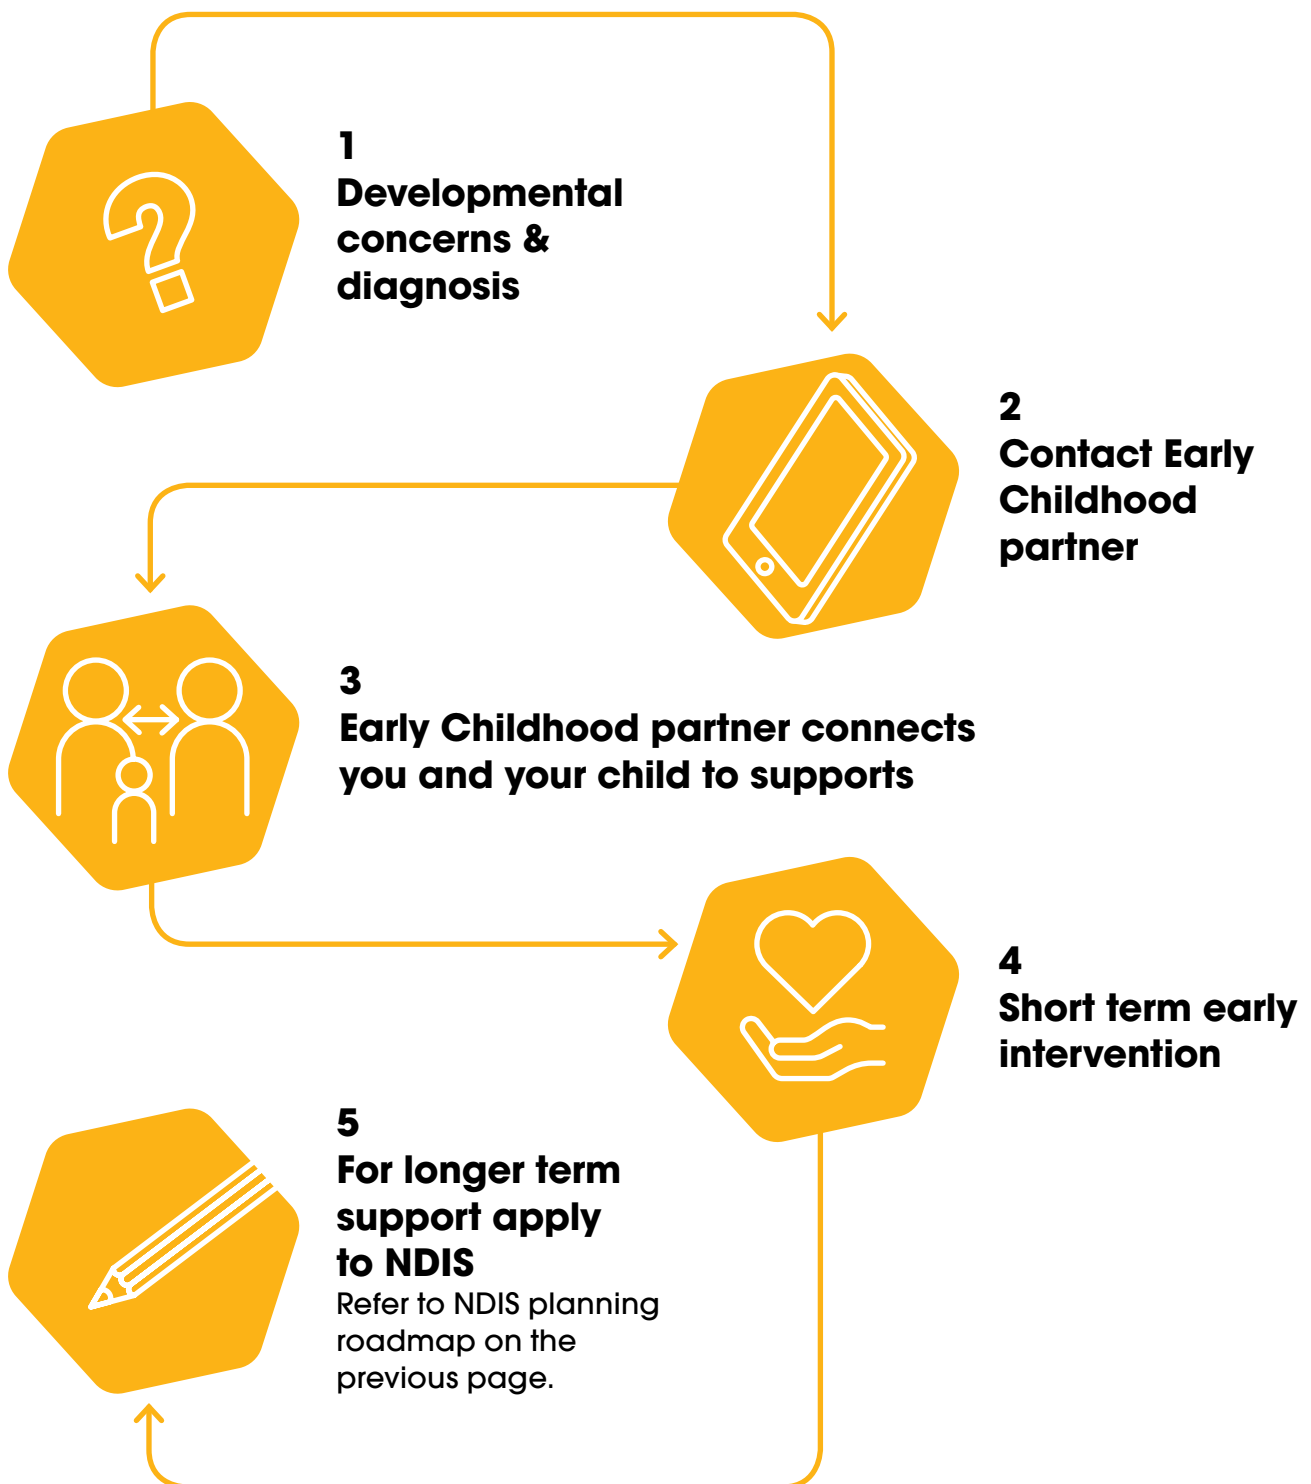 1
Developmental
concerns &
diagnosis
2
Contact Early
Childhood
partner
3
Early Childhood partner connects
you and your child to supports
4
Short term early
intervention
5
For longer term
support apply
to NDIS
Refer to NDIS planning
roadmap on the
previous page.